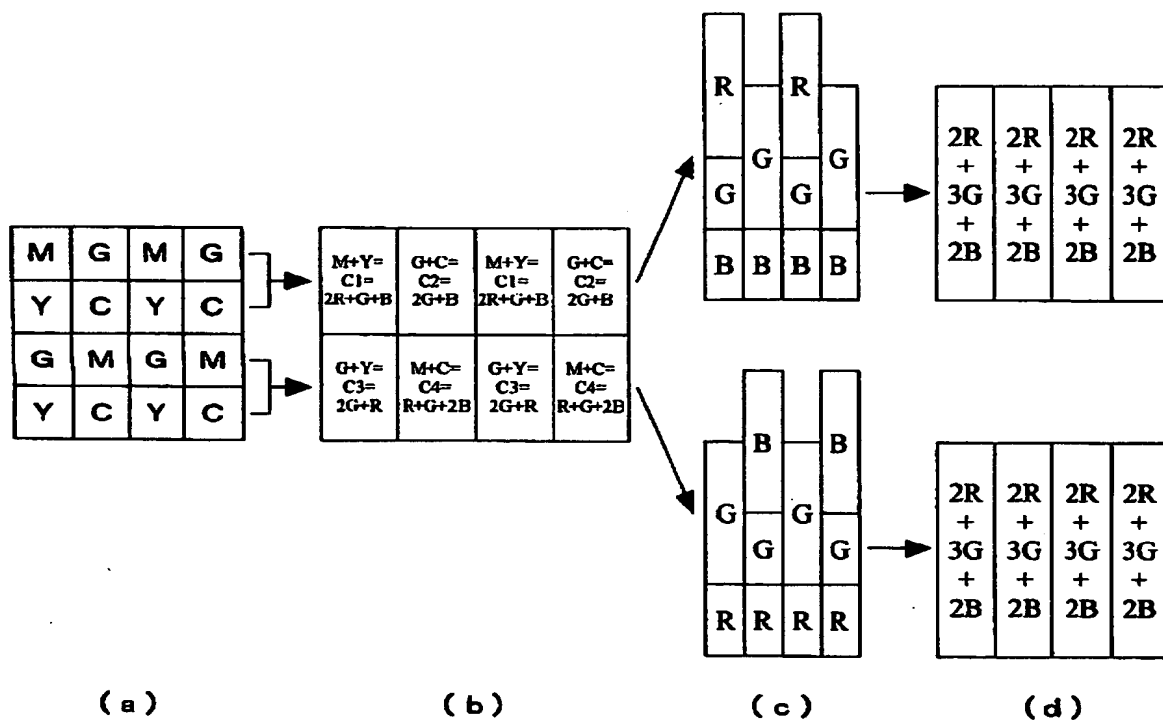 M G M G
Y C Y C
G M G M
Y C Y C
(a)
M+Y= G+C= M+Y= G+C=
C1= C2= C1= C2=
2R+G+B 2G+B 2R+G+B 2G+B
G+Y= M+C= G+Y= M+C=
C3= C4= C3= C4=
2G+R R+G+2B 2G+R R+G+2B
(b)
R R
G G
G G
B B B B
B B
G G
G G
R R R R
(c)
2R 2R 2R 2R
+ + + +
3G 3G 3G 3G
+ + + +
2B 2B 2B 2B
2R 2R 2R 2R
+ + + +
3G 3G 3G 3G
+ + + +
2B 2B 2B 2B
(d)